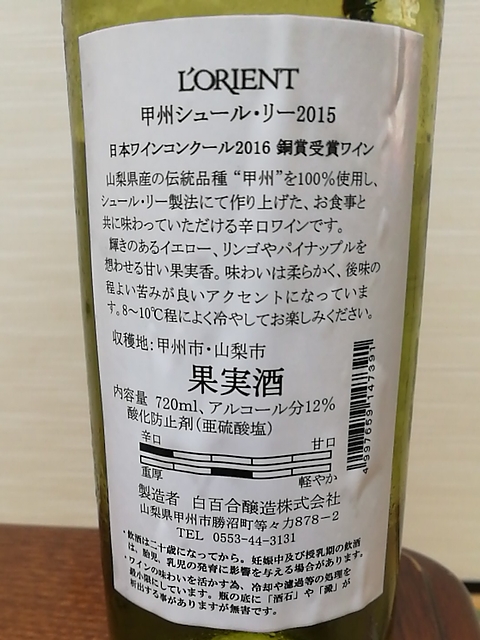 L'ORIENT
甲州シュール・リー2015
日本ワインコンクール2016 銅賞受賞ワイン
山梨県産の伝統品種 “甲州”を100%使用し、
シュール・リー製法にて作り上げた、お食事と
共に味わっていただける辛口ワインです。
輝きのあるイエロー、リンゴやパイナップルを
想わせる甘い果実香。味わいは柔らかく、後味の
程よい苦みが良いアクセントになっていま
す。8~10℃程によく冷やしてお楽しみください。
収穫地:甲州市・山梨市
果実酒
内容量 720ml、アルコール分12%
酸化防止剤(亜硫酸塩)
辛口 甘口
重厚 軽やか
製造者 白百合醸造株式会社
山梨県甲州市勝沼町等々力878-2
TEL 0553-44-3131
・飲酒は二十歳になってから。妊娠中及び授乳期の飲酒
は、胎児、乳児の発育に影響を与える場合があります。
・ワインの味わいを活かす為、冷却や濾過等の処理を
最小限にしています。瓶の底に「酒石」や「澱」が
析出する事がありますが無害です。
4997659147391